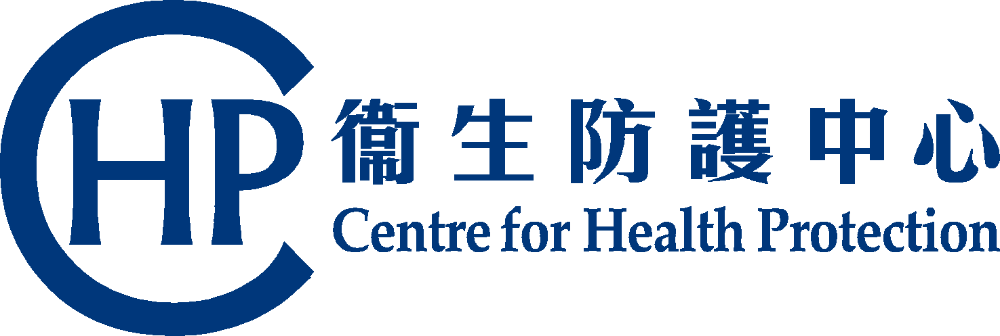 CHP
衞生防護中心
Centre for Health Protection